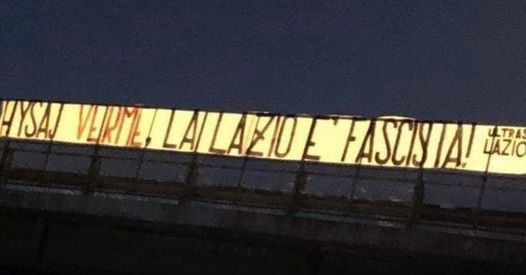 HYSAJ VERME, LA LAZIO E' FASCISTA!
ULTRAS
LAZIO